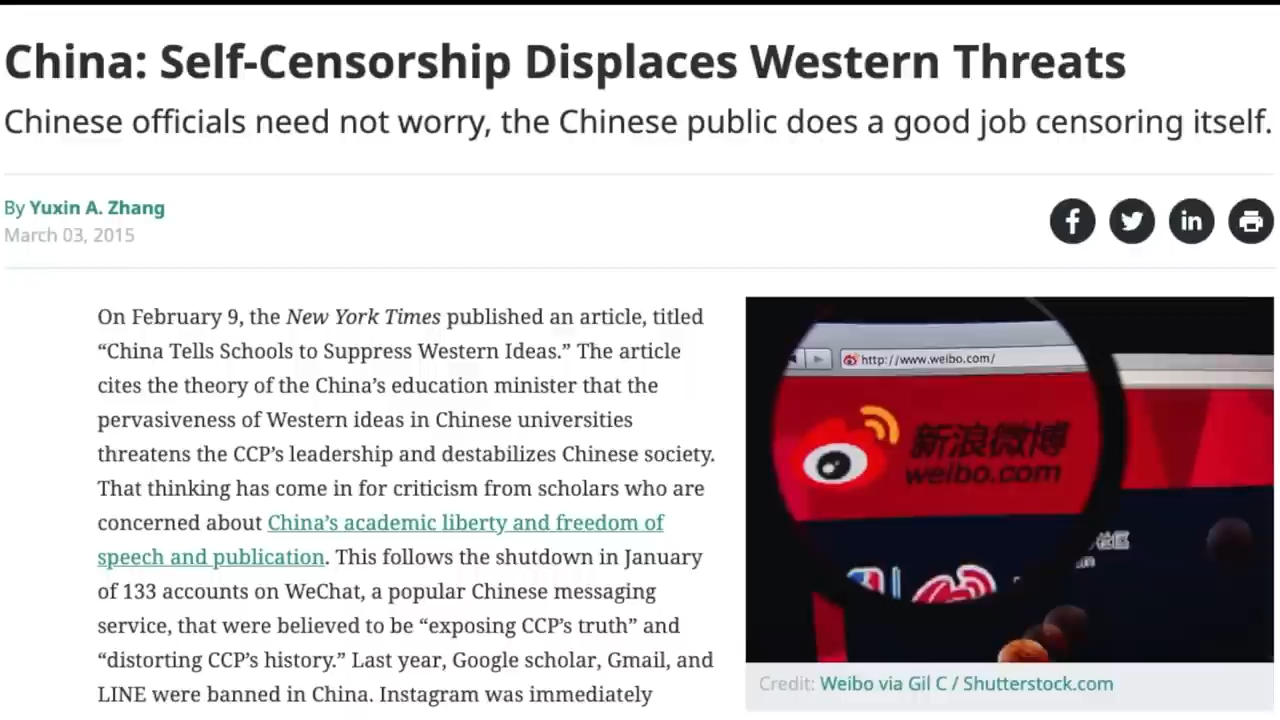 China: Self-Censorship Displaces Western Threats
Chinese officials need not worry, the Chinese public does a good job censoring itself.
By Yuxin A. Zhang
March 03, 2015
On February 9, the New York Times published an article, titled
“China Tells Schools to Suppress Western Ideas.” The article
cites the theory of the China’s education minister that the
pervasiveness of Western ideas in Chinese universities
threatens the CCP’s leadership and destabilizes Chinese society.
That thinking has come in for criticism from scholars who are
concerned about China’s academic liberty and freedom of
speech and publication. This follows the shutdown in January
of 133 accounts on WeChat, a popular Chinese messaging
service, that were believed to be “exposing CCP’s truth” and
“distorting CCP’s history.” Last year, Google scholar, Gmail, and
LINE were banned in China. Instagram was immediately
http://www.weibo.com/
新浪微博
weibo.com
Credit: Weibo via Gil C / Shutterstock.com